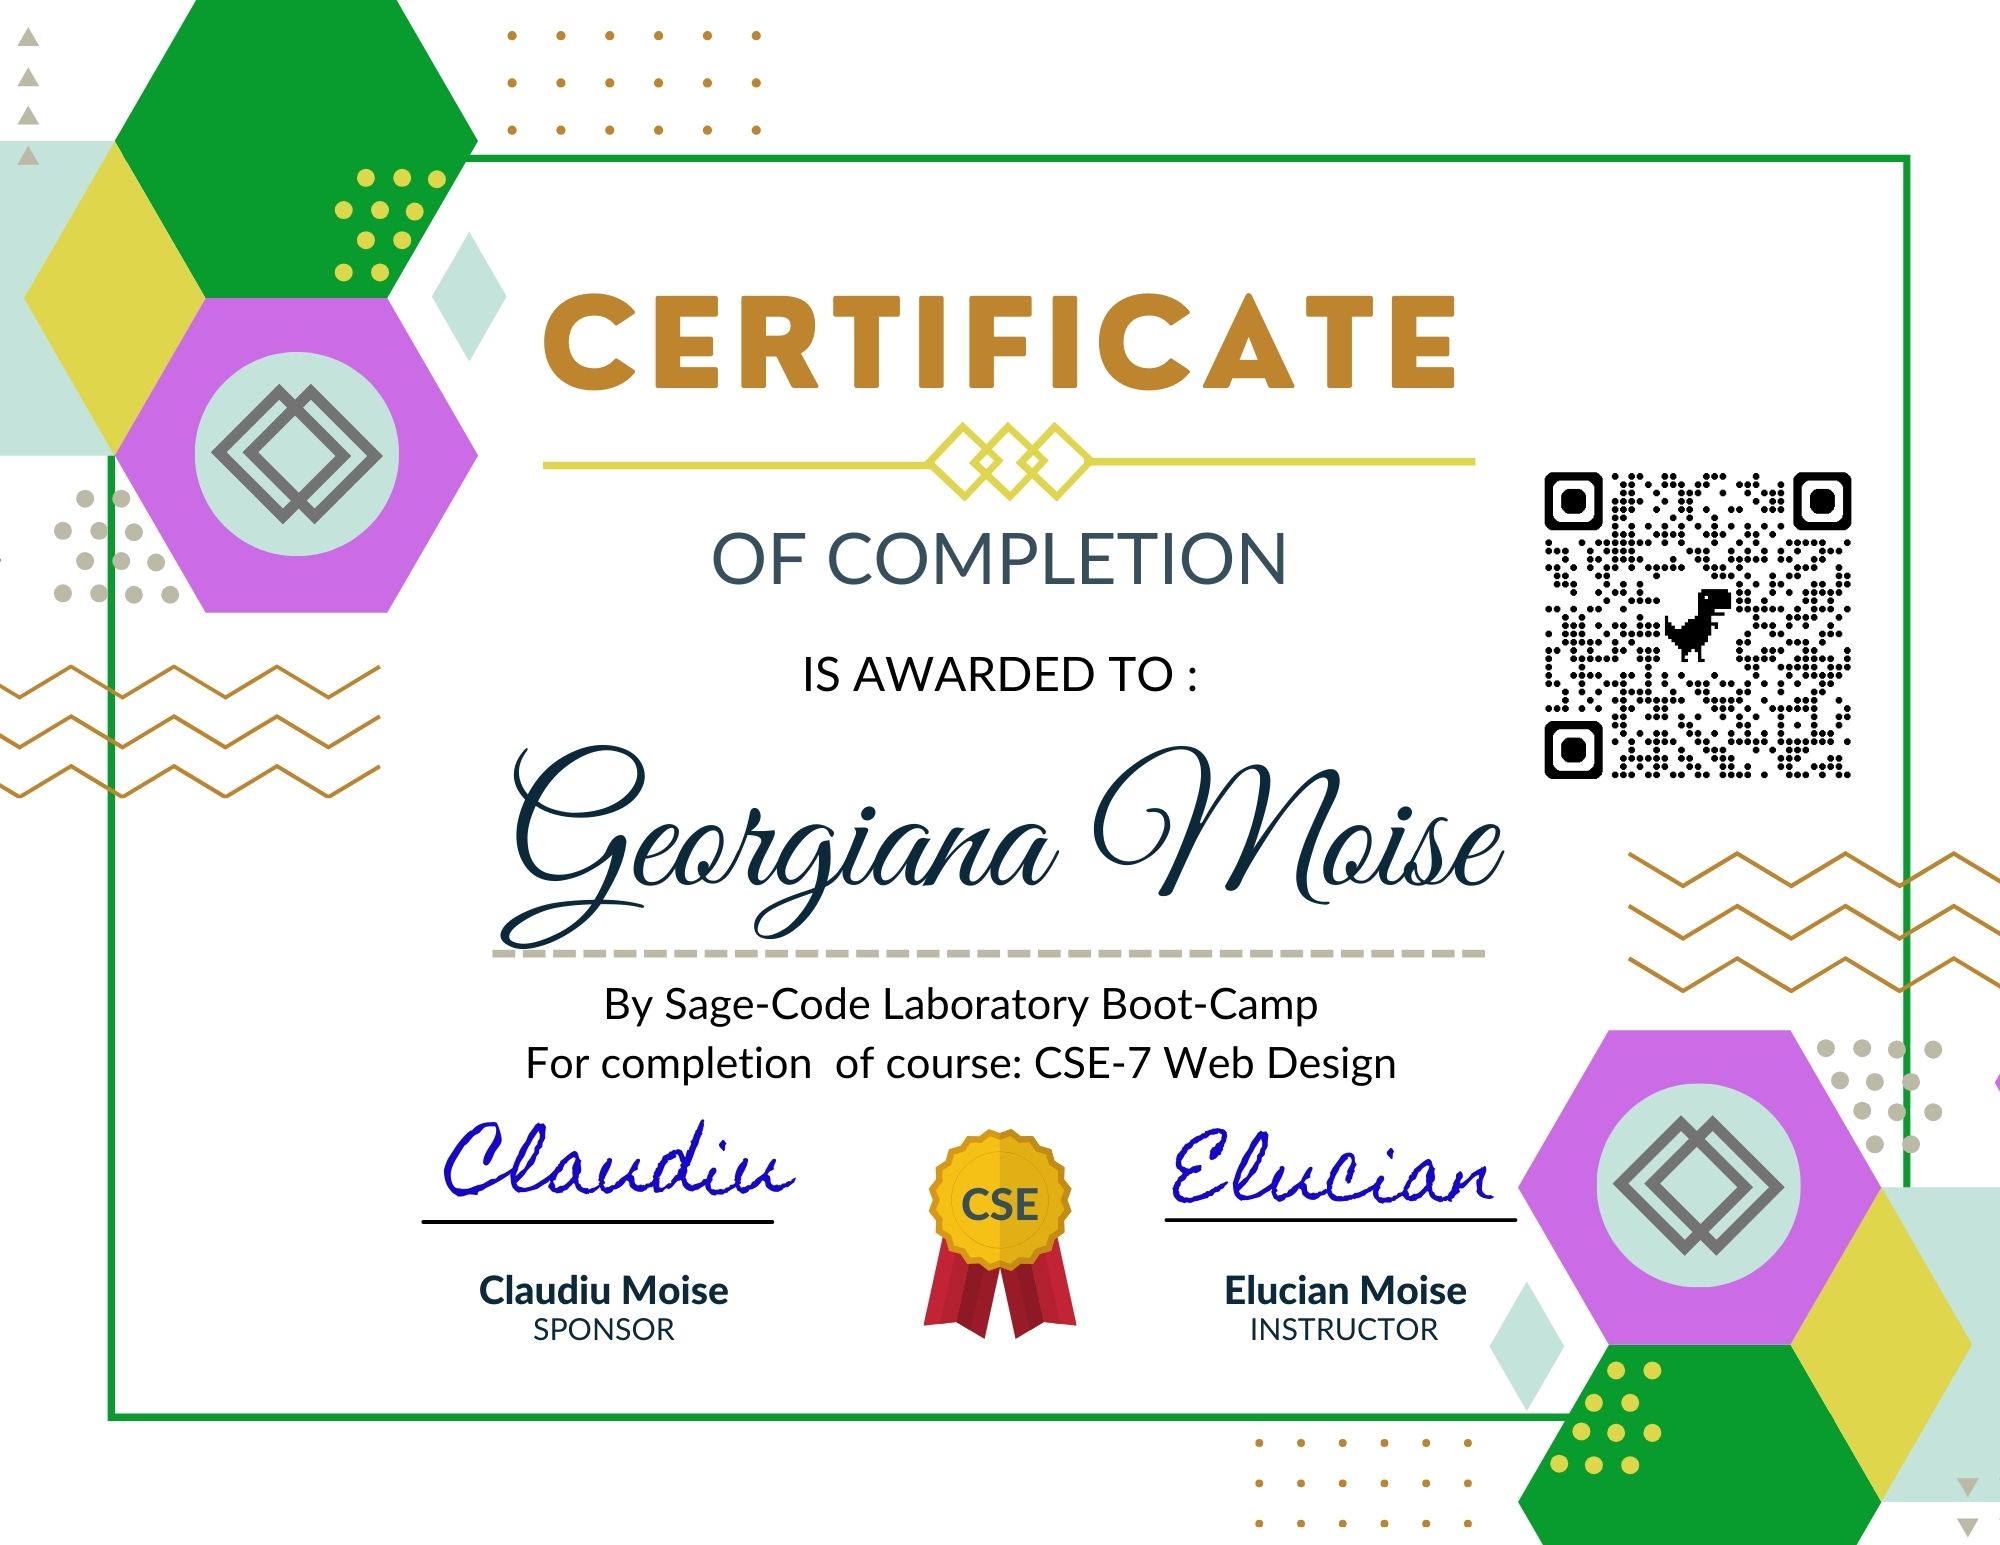 CERTIFICATE
OF COMPLETION
IS AWARDED TO :
Georgiana Moise
By Sage-Code Laboratory Boot-Camp
For completion  of course: CSE-7 Web Design
Claudiu
CSE
Elucian
Claudiu Moise
SPONSOR
Elucian Moise
INSTRUCTOR